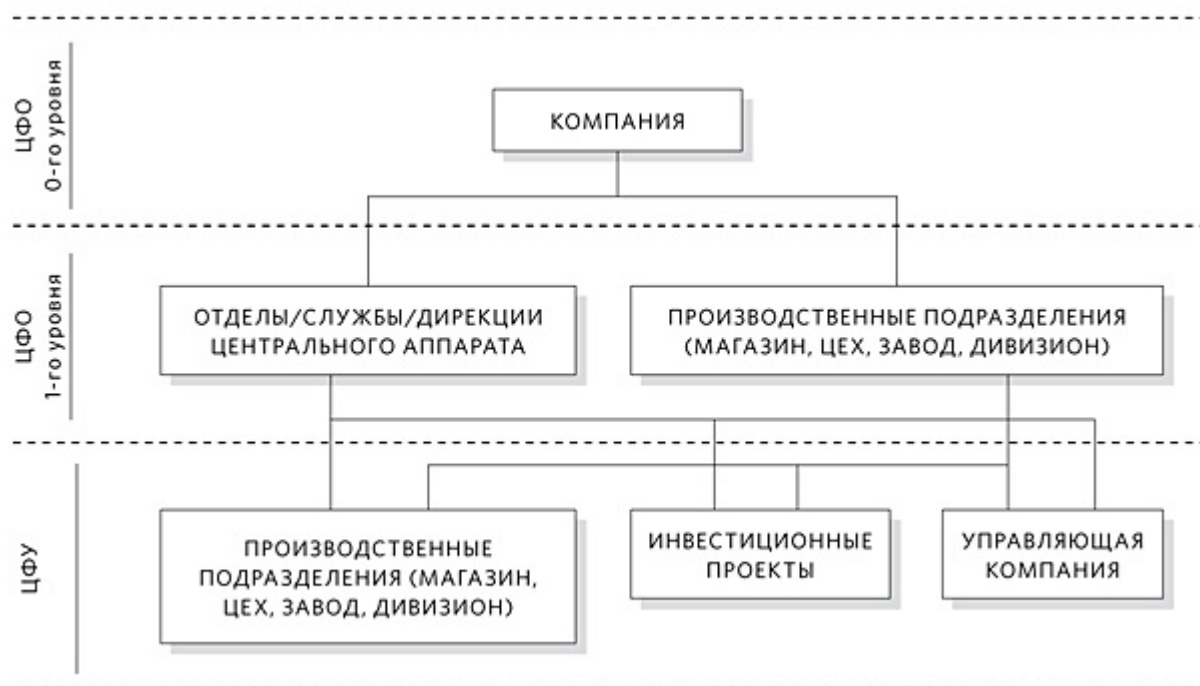 ЦФО
0-го уровня
КОМПАНИЯ
ЦФО
1-го уровня
ОТДЕЛЫ/СЛУЖБЫ/ДИРЕКЦИИ
ЦЕНТРАЛЬНОГО АППАРАТА
ПРОИЗВОДСТВЕННЫЕ ПОДРАЗДЕЛЕНИЯ
(МАГАЗИН, ЦЕХ, ЗАВОД, ДИВИЗИОН)
ЦФУ
ПРОИЗВОДСТВЕННЫЕ
ПОДРАЗДЕЛЕНИЯ (МАГАЗИН,
ЦЕХ, ЗАВОД, ДИВИЗИОН)
ИНВЕСТИЦИОННЫЕ
ПРОЕКТЫ
УПРАВЛЯЮЩАЯ
КОМПАНИЯ